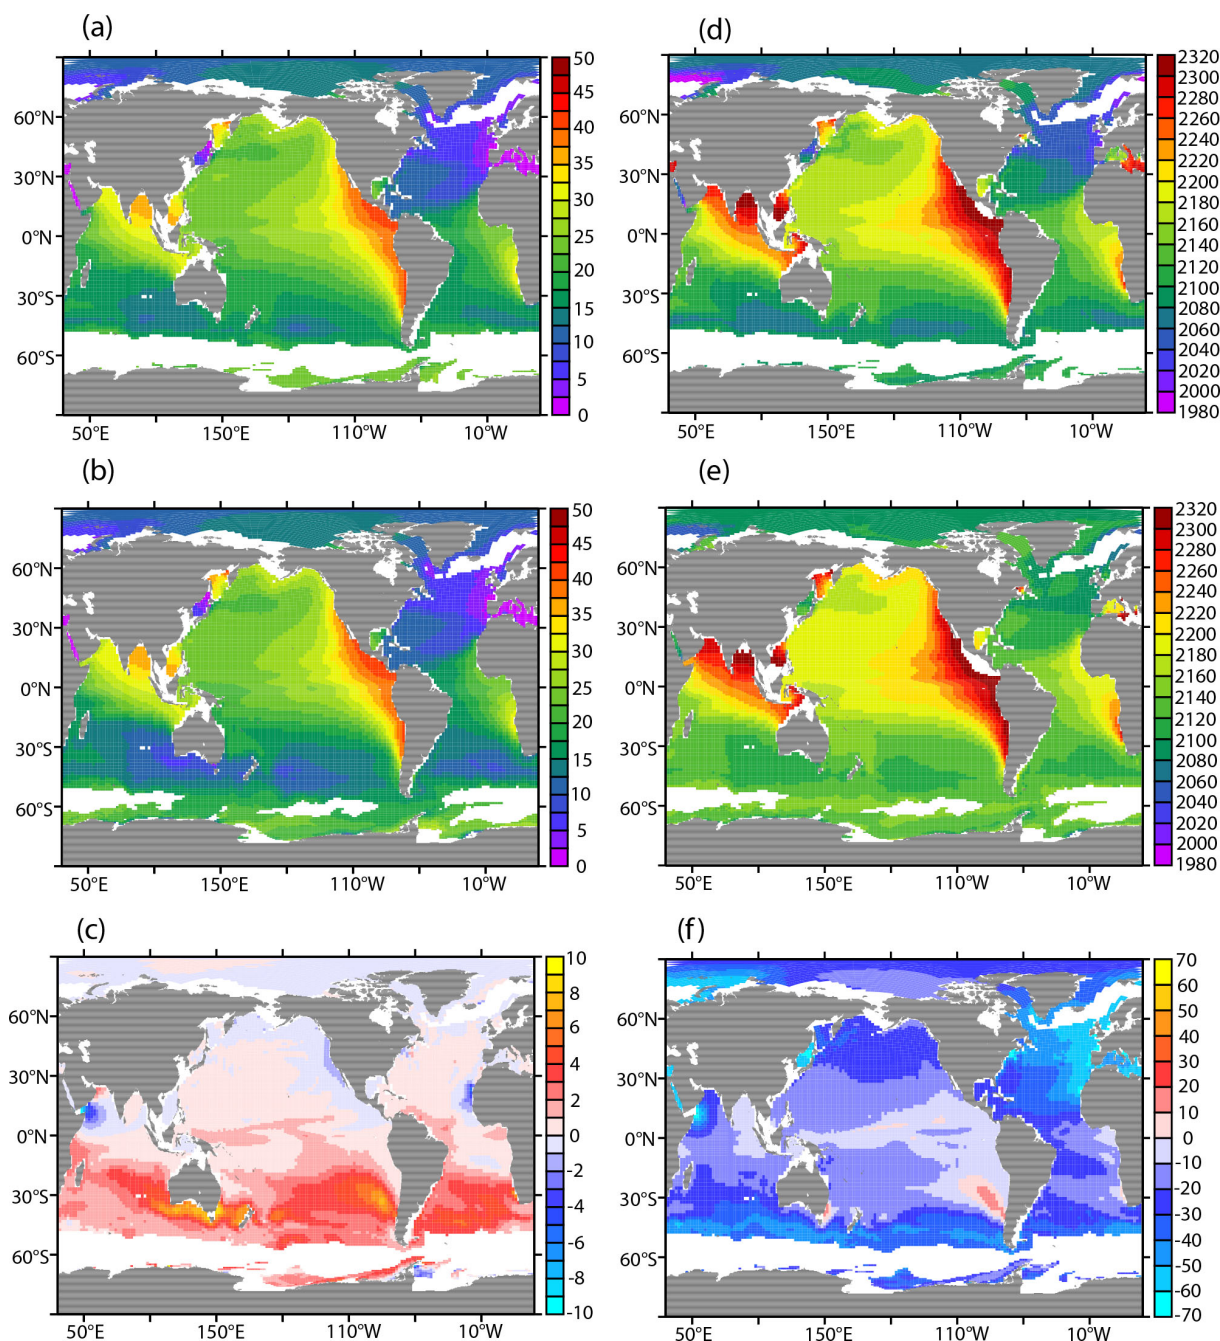 (a)
60°N
30°N
0°N
30°S
60°S
50°E 150°E 110°W 10°W
50
45
40
35
30
25
20
15
10
5
0
(d)
60°N
30°N
0°N
30°S
60°S
50°E 150°E 110°W 10°W
2320
2300
2280
2260
2240
2220
2200
2180
2160
2140
2120
2100
2080
2060
2040
2020
2000
1980
(b)
60°N
30°N
0°N
30°S
60°S
50°E 150°E 110°W 10°W
50
45
40
35
30
25
20
15
10
5
0
(e)
60°N
30°N
0°N
30°S
60°S
50°E 150°E 110°W 10°W
2320
2300
2280
2260
2240
2220
2200
2180
2160
2140
2120
2100
2080
2060
2040
2020
2000
1980
(c)
60°N
30°N
0°N
30°S
60°S
50°E 150°E 110°W 10°W
10
8
6
4
2
0
-2
-4
-6
-8
-10
(f)
60°N
30°N
0°N
30°S
60°S
50°E 150°E 110°W 10°W
70
60
50
40
30
20
10
0
-10
-20
-30
-40
-50
-60
-70